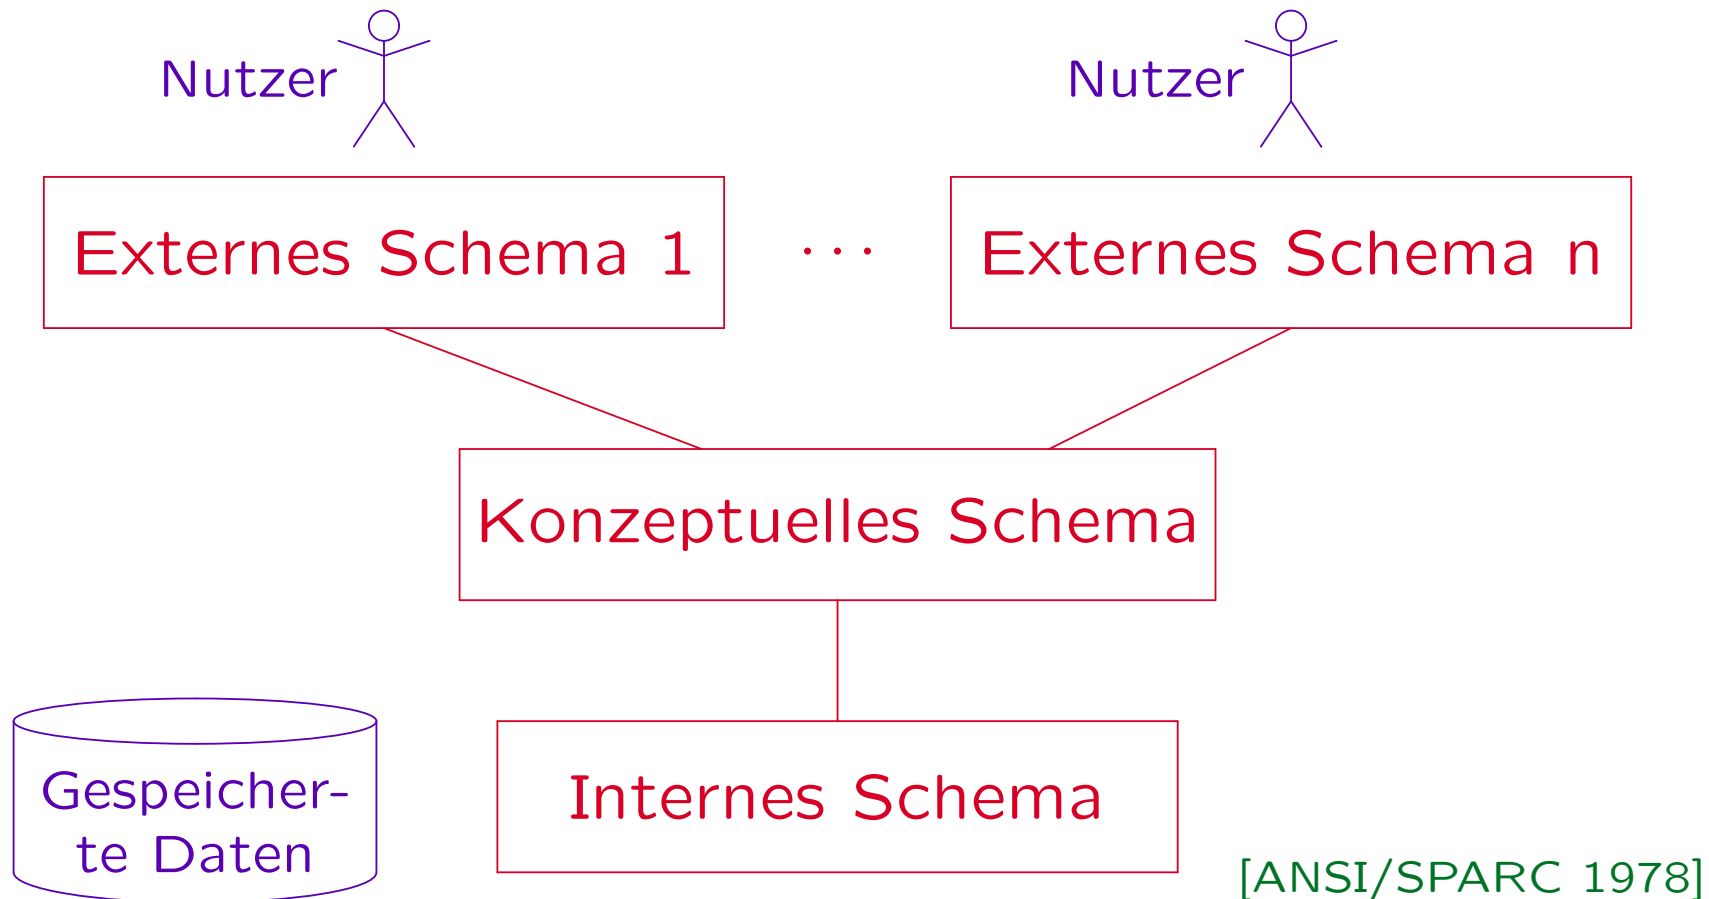 Nutzer
Nutzer
Externes Schema 1
· · ·
Externes Schema n
Konzeptuelles Schema
Gespeicher-
te Daten
Internes Schema
[ANSI/SPARC 1978]